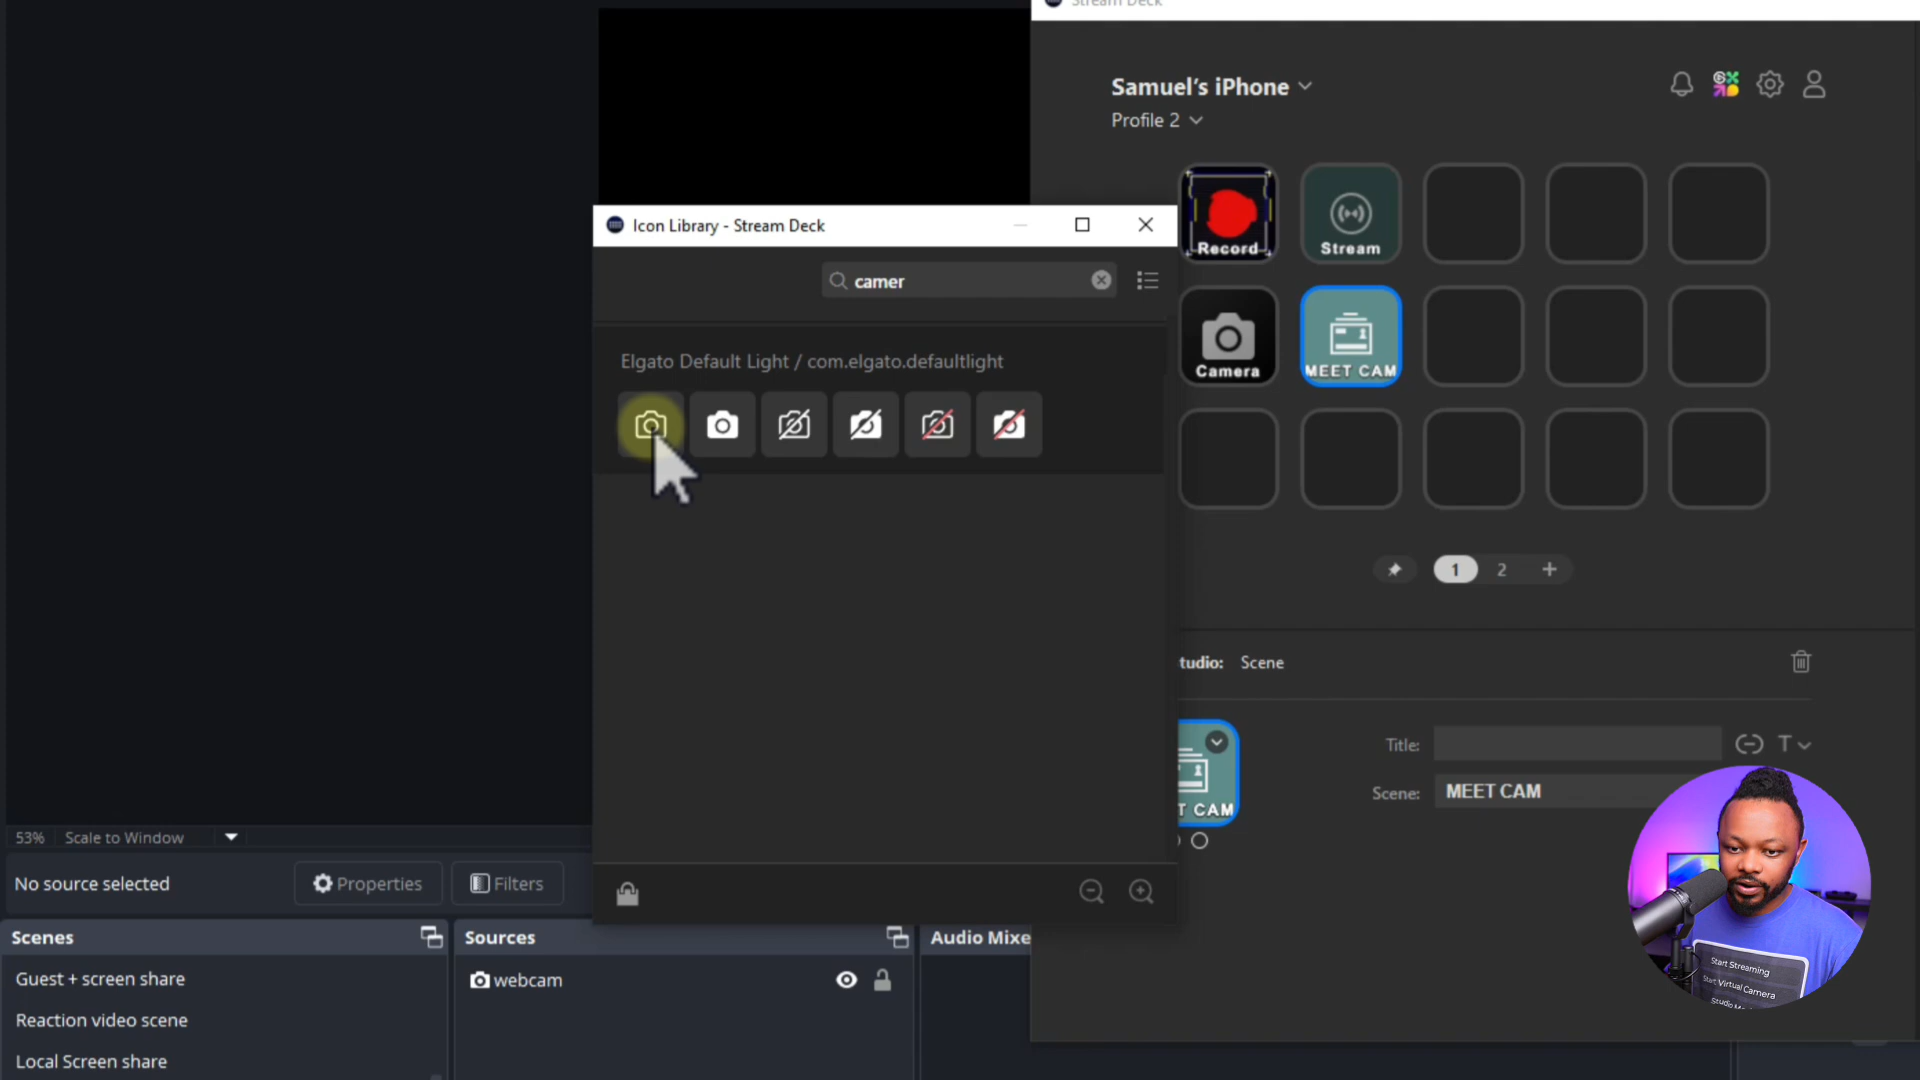 Stream Deck
Samuel's iPhone
Profile 2
Record
Stream
Icon Library - Stream Deck
camer
Elgato Default Light / com.elgato.defaultlight
Camera
MEET CAM
1
2
tudio: Scene
Title:
Scene: MEET CAM
T CAM
T
53% Scale to Window
No source selected
Properties
Filters
Scenes
Sources
Audio Mixe
Guest + screen share
webcam
Reaction video scene
Local Screen share
Start Streaming
Start Virtual Camera